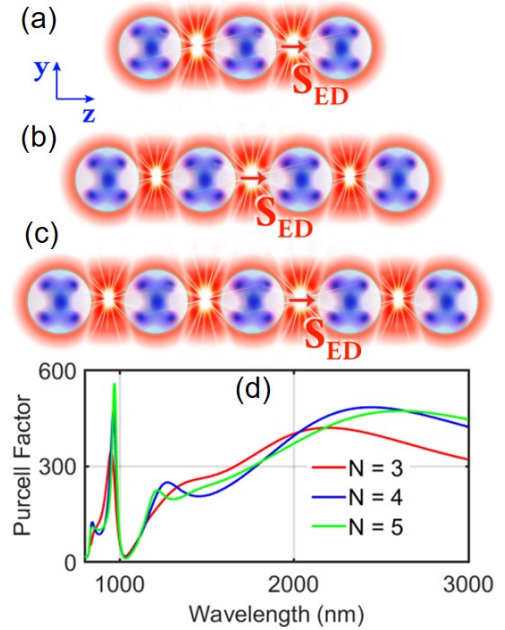 (a)
S_ED
y
z
(b)
S_ED
(c)
S_ED
(d)
600
300
0
Purcell Factor
N = 3
N = 4
N = 5
1000 2000 3000
Wavelength (nm)